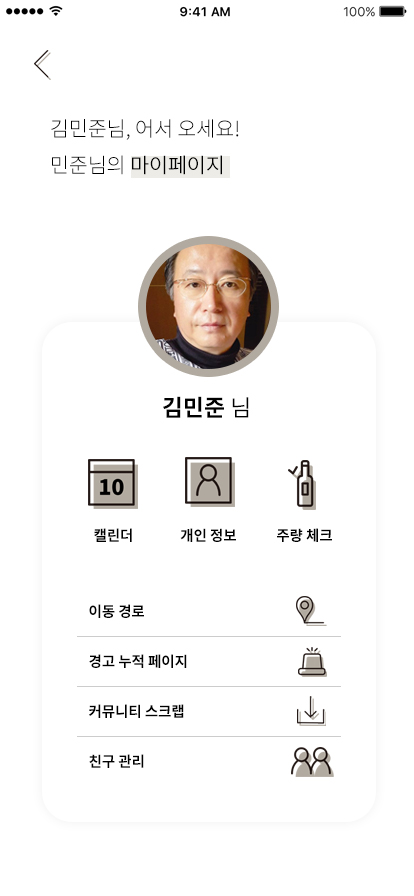 9:41 AM
100%
김민준님, 어서 오세요!
민준님의 마이페이지
김민준 님
10
캘린더
개인 정보
주량 체크
이동 경로
경고 누적 페이지
커뮤니티 스크랩
친구 관리